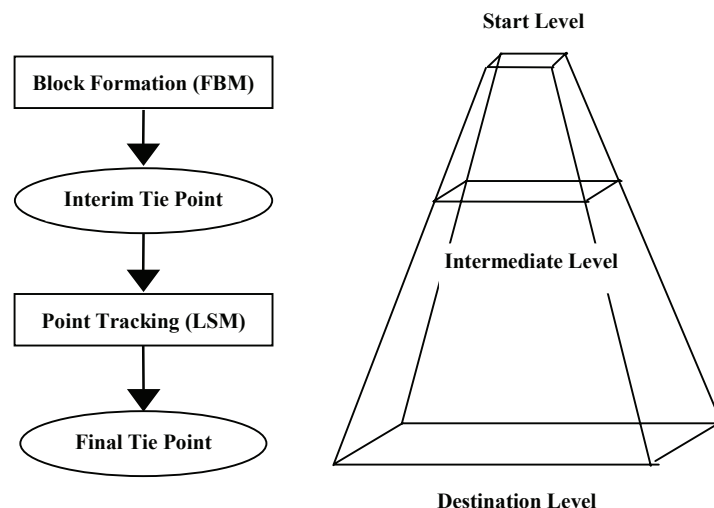 Start Level
Block Formation (FBM)
Interim Tie Point
Intermediate Level
Point Tracking (LSM)
Final Tie Point
Destination Level